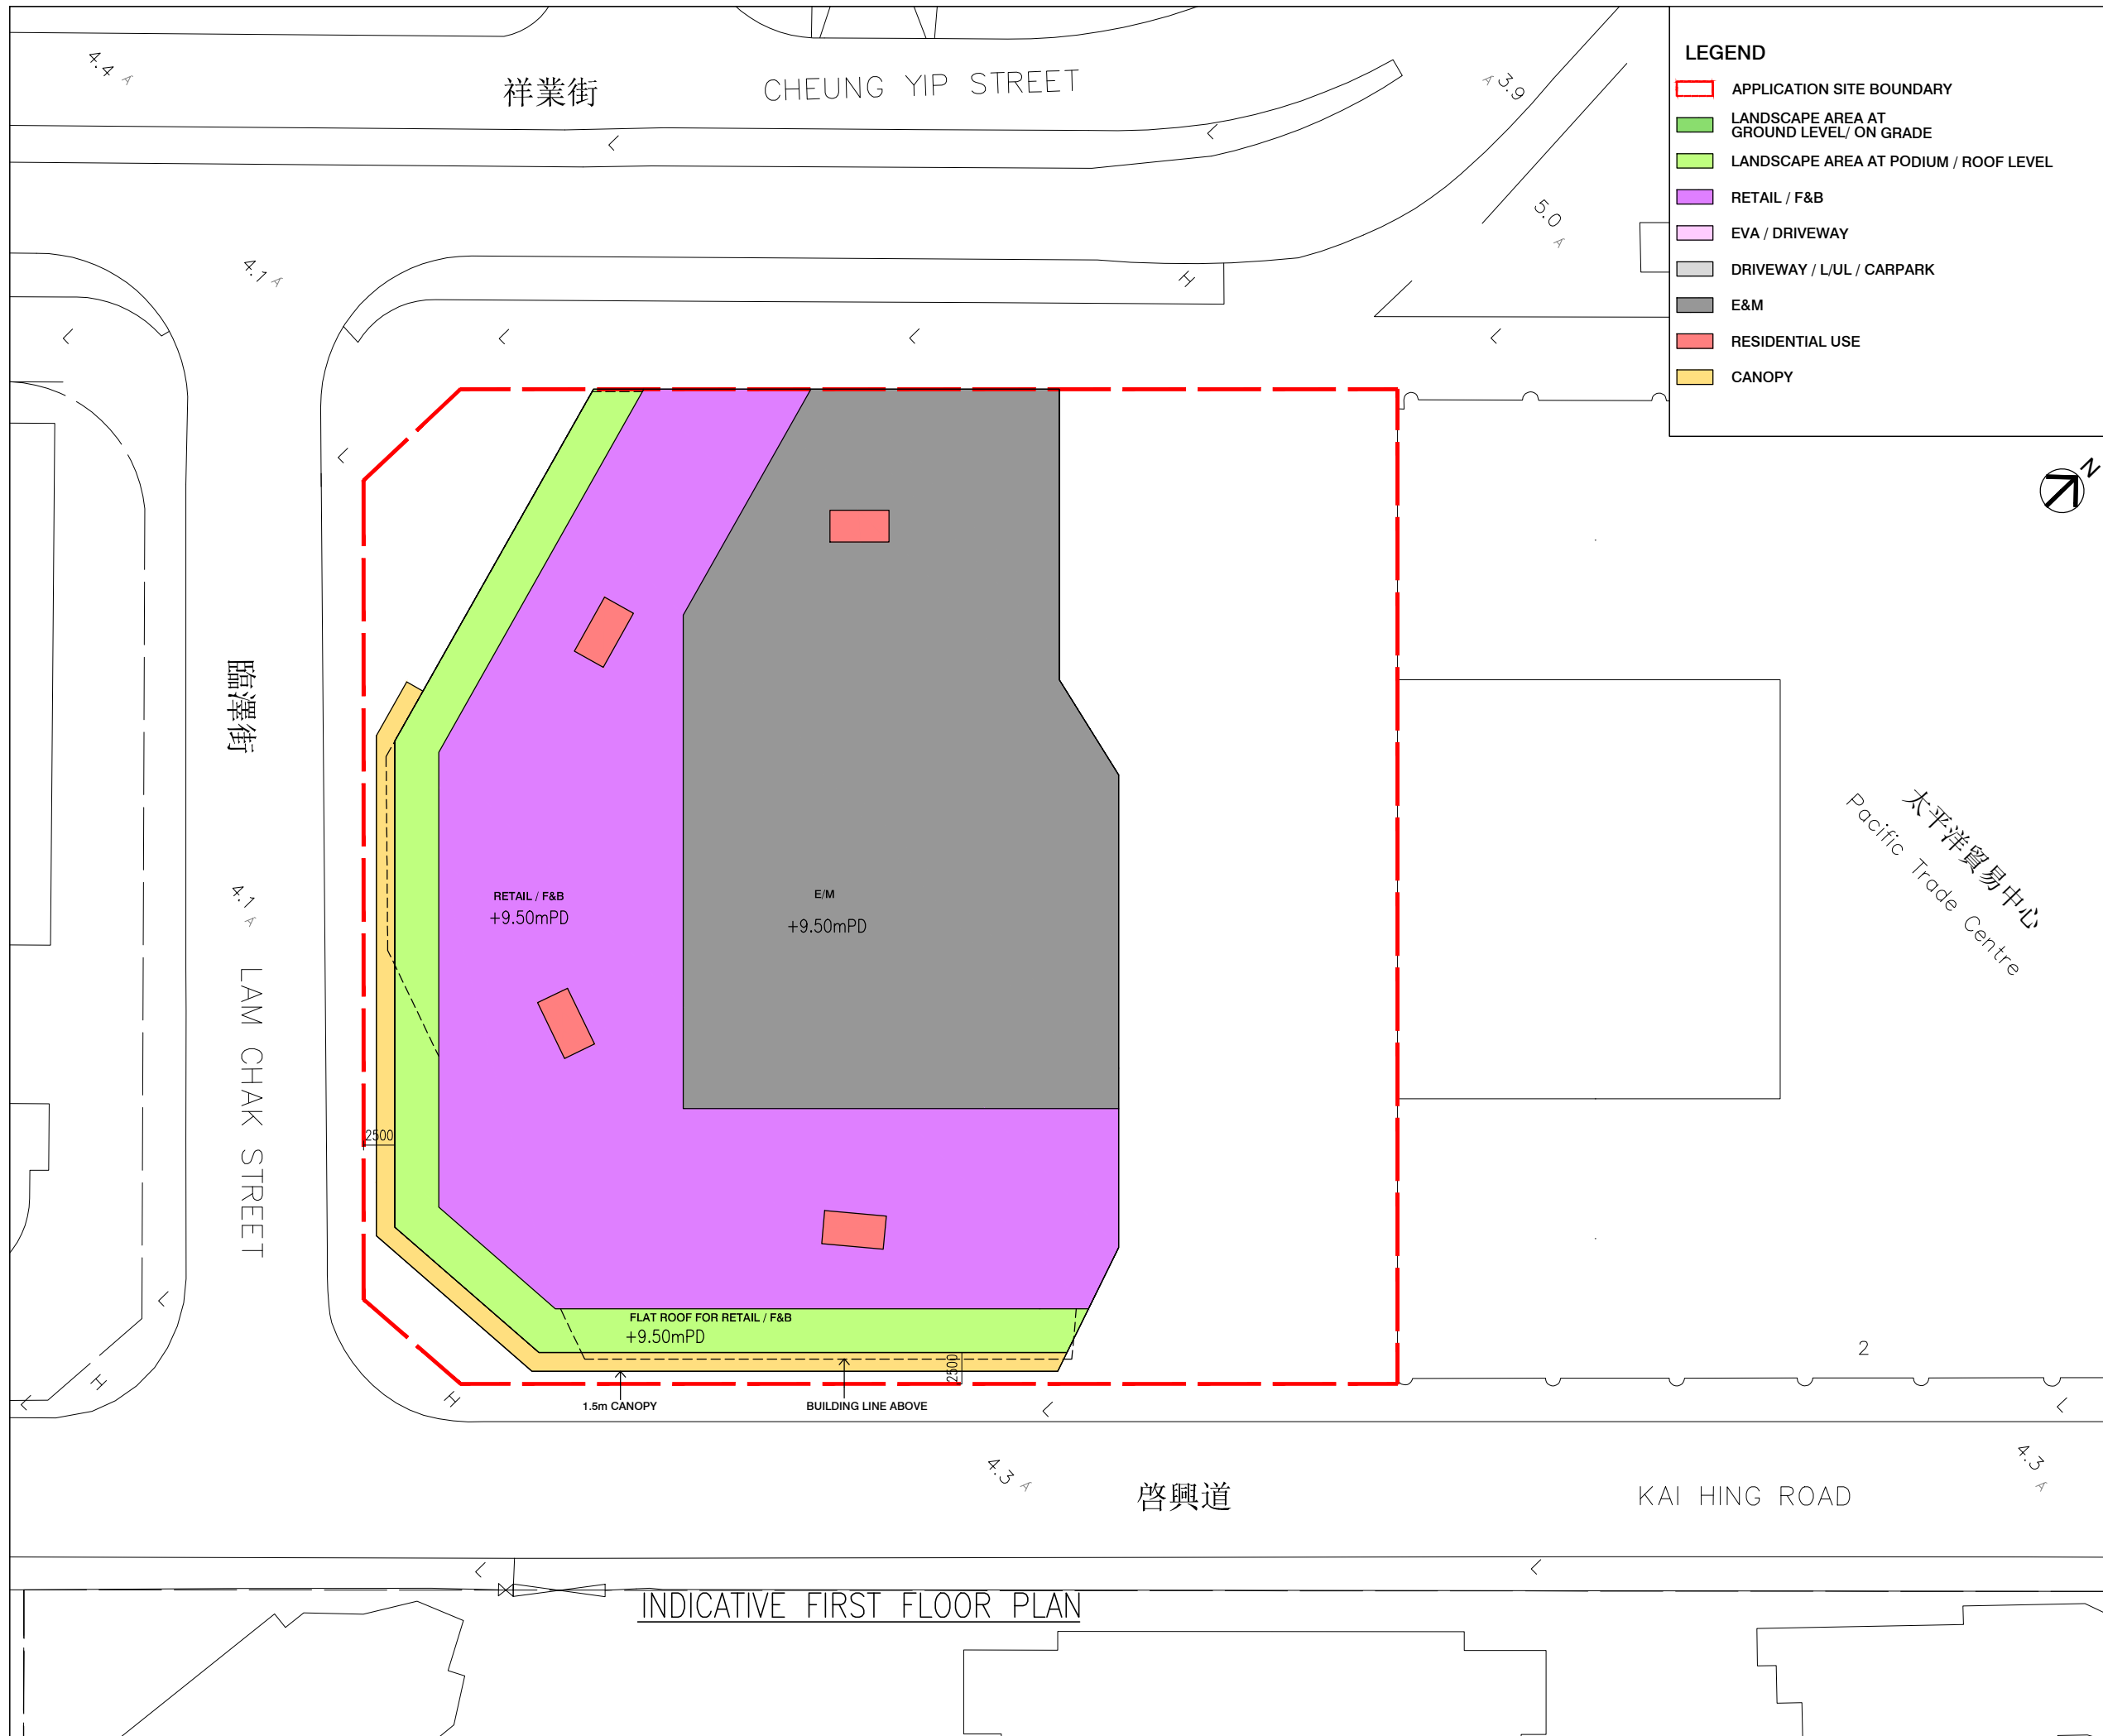 LEGEND
APPLICATION SITE BOUNDARY
LANDSCAPE AREA AT
GROUND LEVEL/ ON GRADE
LANDSCAPE AREA AT PODIUM / ROOF LEVEL
RETAIL / F&B
EVA / DRIVEWAY
DRIVEWAY / L/UL / CARPARK
E&M
RESIDENTIAL USE
CANOPY
N
4.4
祥業街 CHEUNG YIP STREET
3.9
5.0
4.1
臨澤街
4.1
LAM CHAK STREET
RETAIL / F&B
+9.50mPD
E/M
+9.50mPD
太平洋貿易中心
Pacific Trade Centre
2500
FLAT ROOF FOR RETAIL / F&B
+9.50mPD
2500
2
1.5m CANOPY
BUILDING LINE ABOVE
4.3
啓興道
KAI HING ROAD
4.3
INDICATIVE FIRST FLOOR PLAN